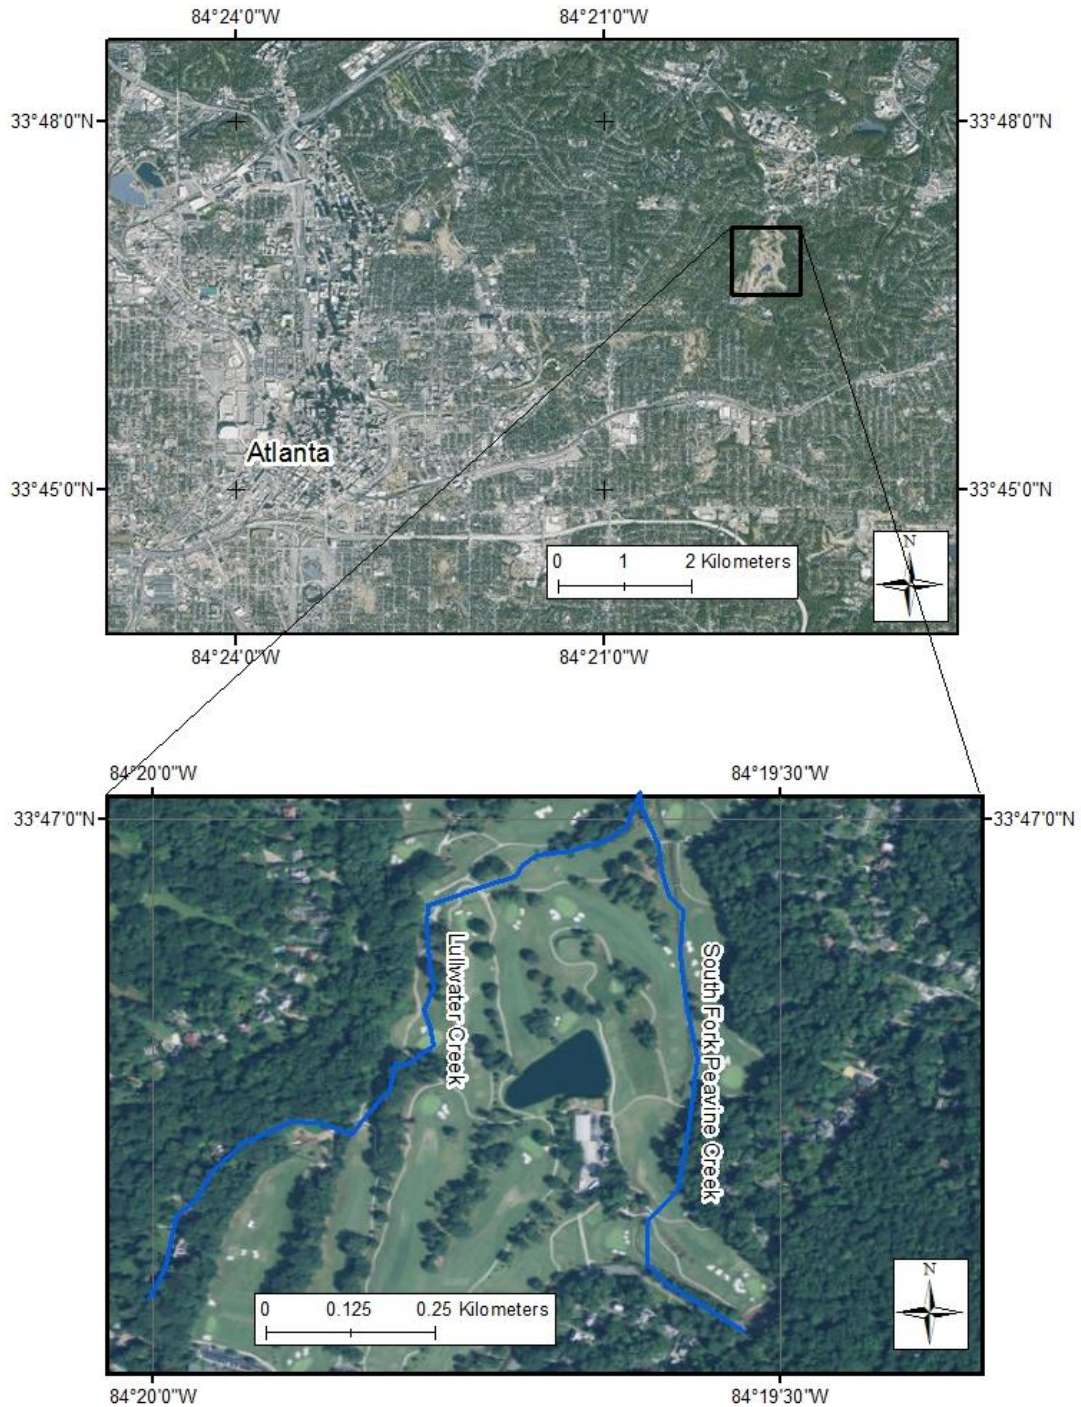 84°24'0"W 84°21'0"W
33°48'0"N 33°48'0"N
Atlanta
33°45'0"N 33°45'0"N
N
0 1 2 Kilometers
84°24'0"W 84°21'0"W
84°20'0"W 84°19'30"W
33°47'0"N 33°47'0"N
Lullwater Creek
South Fork Peavine Creek
N
0 0.125 0.25 Kilometers
84°20'0"W 84°19'30"W